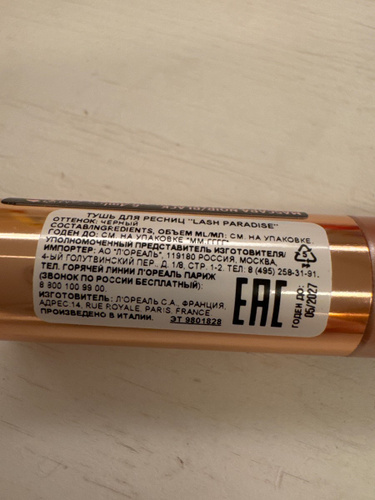 ТУШЬ ДЛЯ РЕСНИЦ "LASH PARADISE"
ОТТЕНОК: ЧЕРНЫЙ
СОСТАВ/INGREDIENTS, ОБЪЕМ ML/МЛ: СМ. НА УПАКОВКЕ.
ГОДЕН ДО: СМ. НА УПАКОВКЕ "ММ.ГГГГ"
УПОЛНОМОЧЕННЫЙ ПРЕДСТАВИТЕЛЬ ИЗГОТОВИТЕЛЯ/
ИМПОРТЕР: АО "Л'ОРЕАЛЬ", 119180 РОССИЯ, МОСКВА,
4-ЫЙ ГОЛУТВИНСКИЙ ПЕР. Д. 1/8, СТР. 1-2. ТЕЛ: 8 (495) 258-31-91.
ТЕЛ. ГОРЯЧЕЙ ЛИНИИ Л'ОРЕАЛЬ ПАРИЖ
(ЗВОНОК ПО РОССИИ БЕСПЛАТНЫЙ):
8 800 100 99 00.
ИЗГОТОВИТЕЛЬ: Л'ОРЕАЛЬ С.А., ФРАНЦИЯ.
АДРЕС:14, RUE ROYALE, PARIS, FRANCE
ПРОИЗВЕДЕНО В ИТАЛИИ. ЭТ 9801828
EAC
ГОДЕН ДО:
05/2027